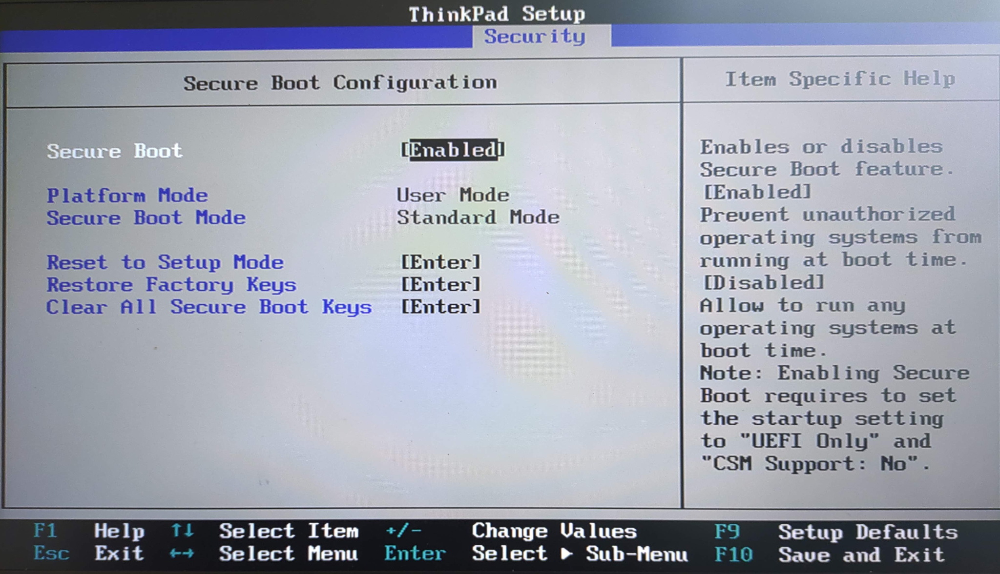 ThinkPad Setup
Security
Secure Boot Configuration
Item Specific Help
Secure Boot [Enabled]
Platform Mode User Mode
Secure Boot Mode Standard Mode
Reset to Setup Mode [Enter]
Restore Factory Keys [Enter]
Clear All Secure Boot Keys [Enter]
Enables or disables
Secure Boot feature.
[Enabled]
Prevent unauthorized
operating systems from
running at boot time.
[Disabled]
Allow to run any
operating systems at
boot time.
Note: Enabling Secure
Boot requires to set
the startup setting
to "UEFI Only" and
"CSM Support: No".
F1 Help ↑↓ Select Item +/- Change Values F9 Setup Defaults
Esc Exit ←→ Select Menu Enter Select ▶ Sub-Menu F10 Save and Exit